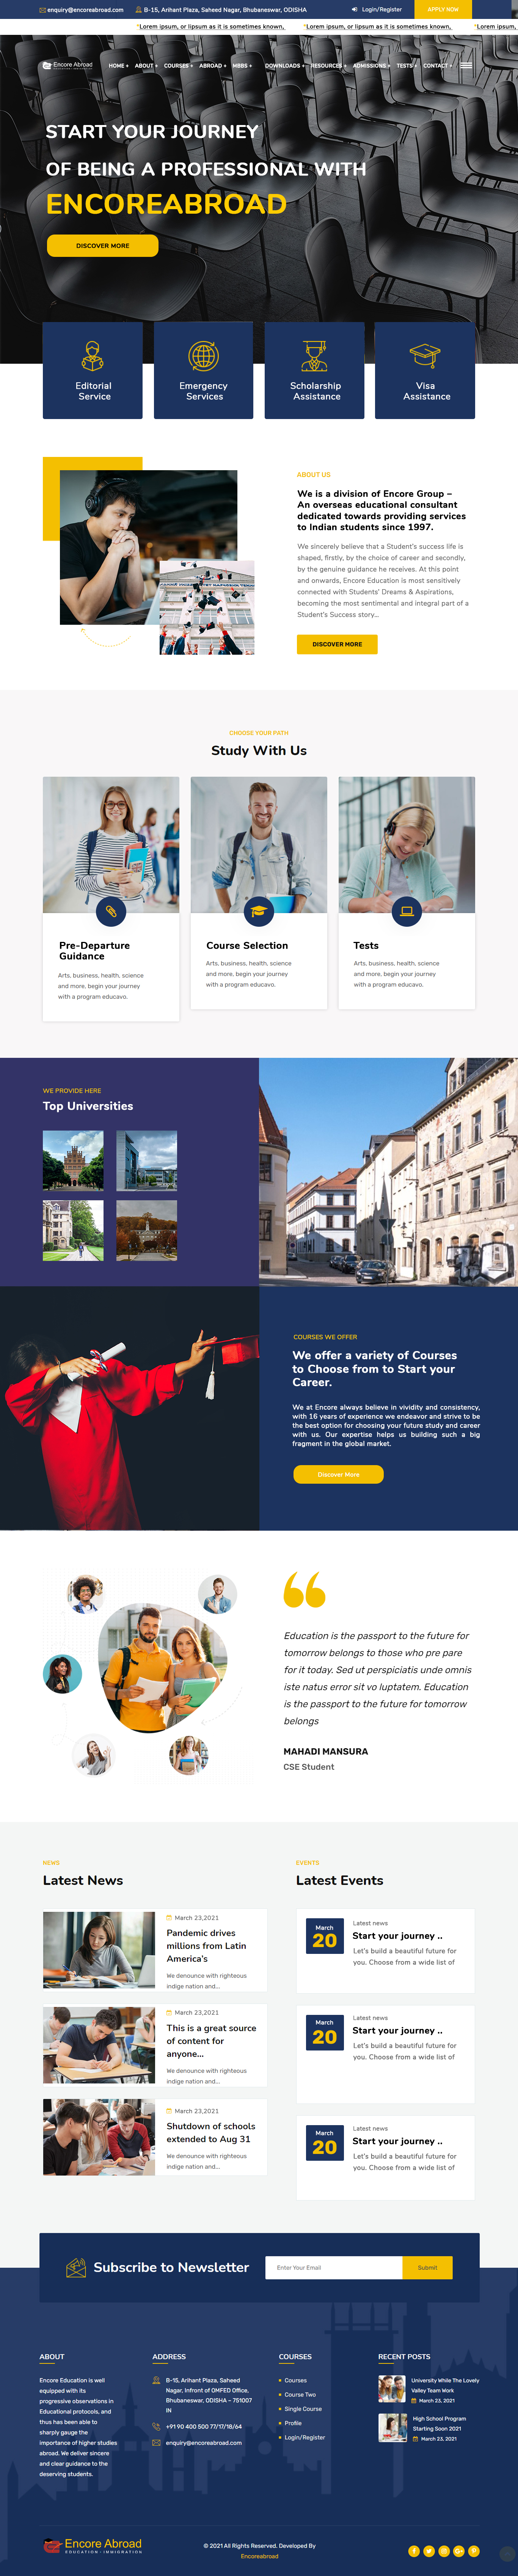 enquiry@encoreabroad.com
B-15, Arihant Plaza, Saheed Nagar, Bhubaneswar, ODISHA
Login/Register
APPLY NOW
*Lorem ipsum, or lipsum as it is sometimes known,
*Lorem ipsum, or lipsum as it is sometimes known,
*Lorem ipsum,
Encore Abroad
EDUCATION · IMMIGRATION
HOME +
ABOUT +
COURSES +
ABROAD +
MBBS +
DOWNLOADS +
RESOURCES +
ADMISSIONS +
TESTS +
CONTACT +
START YOUR JOURNEY
OF BEING A PROFESSIONAL WITH
ENCOREABROAD
DISCOVER MORE
Editorial
Service
Emergency
Services
Scholarship
Assistance
Visa
Assistance
ABOUT US
We is a division of Encore Group –
An overseas educational consultant
dedicated towards providing services
to Indian students since 1997.
We sincerely believe that a Student's success life is
shaped, firstly, by the choice of career and secondly,
by the genuine guidance he receives. At this point
and onwards, Encore Education is most sensitively
connected with Students' Dreams & Aspirations,
becoming the most sentimental and integral part of a
Student's Success story...
DISCOVER MORE
CHOOSE YOUR PATH
Study With Us
Pre-Departure
Guidance
Arts, business, health, science
and more, begin your journey
with a program educavo.
Course Selection
Arts, business, health, science
and more, begin your journey
with a program educavo.
Tests
Arts, business, health, science
and more, begin your journey
with a program educavo.
WE PROVIDE HERE
Top Universities
COURSES WE OFFER
We offer a variety of Courses
to Choose from to Start your
Career.
We at Encore always believe in vividity and consistency,
with 16 years of experience we endeavor and strive to be
the best option for choosing your future study and career
with us. Our expertise helps us building such a big
fragment in the global market.
Discover More
Education is the passport to the future for
tomorrow belongs to those who pre pare
for it today. Sed ut perspiciatis unde omnis
iste natus error sit vo luptatem. Education
is the passport to the future for tomorrow
belongs
MAHADI MANSURA
CSE Student
NEWS
Latest News
March 23,2021
Pandemic drives
millions from Latin
America's
We denounce with righteous
indige nation and...
March 23,2021
This is a great source
of content for
anyone...
We denounce with righteous
indige nation and...
March 23,2021
Shutdown of schools
extended to Aug 31
We denounce with righteous
indige nation and...
EVENTS
Latest Events
March
20
Latest news
Start your journey ..
Let's build a beautiful future for
you. Choose from a wide list of
March
20
Latest news
Start your journey ..
Let's build a beautiful future for
you. Choose from a wide list of
March
20
Latest news
Start your journey ..
Let's build a beautiful future for
you. Choose from a wide list of
Subscribe to Newsletter
Enter Your Email
Submit
ABOUT
Encore Education is well
equipped with its
progressive observations in
Educational protocols, and
thus has been able to
sharply gauge the
importance of higher studies
abroad. We deliver sincere
and clear guidance to the
deserving students.
ADDRESS
B-15, Arihant Plaza, Saheed
Nagar, Infront of OMFED Office,
Bhubaneswar, ODISHA – 751007
IN
+91 90 400 500 77/17/18/64
enquiry@encoreabroad.com
COURSES
Courses
Course Two
Single Course
Profile
Login/Register
RECENT POSTS
University While The Lovely
Valley Team Work
March 23, 2021
High School Program
Starting Soon 2021
March 23, 2021
Encore Abroad
EDUCATION · IMMIGRATION
© 2021 All Rights Reserved. Developed By
Encoreabroad